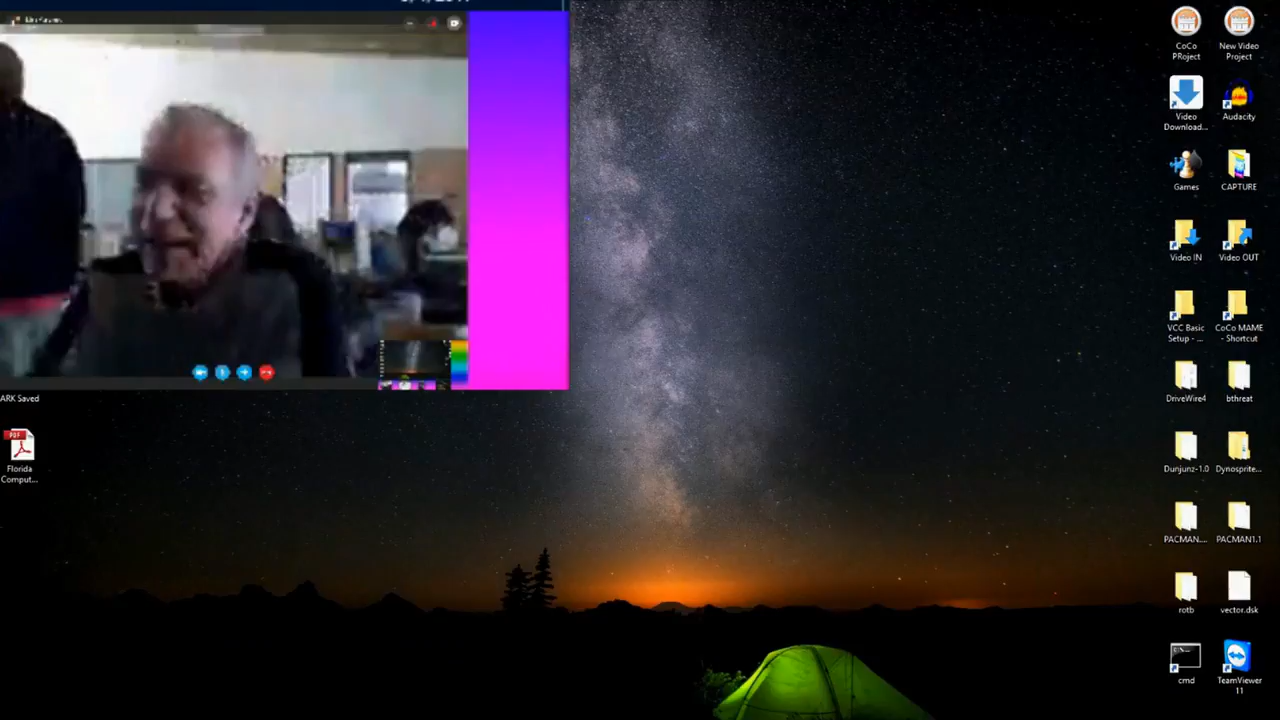 ARK Saved
PDF
Florida
Comput...
CoCo
PRoject
New Video
Project
Video
Download...
Audacity
Games
CAPTURE
Video IN
Video OUT
VCC Basic
Setup - ...
CoCo MAME
- Shortcut
DriveWire4
bthreat
Dunjunz-1.0
Dynosprite...
PACMAN....
PACMAN1.1
rotb
vector.dsk
cmd
TeamViewer
11